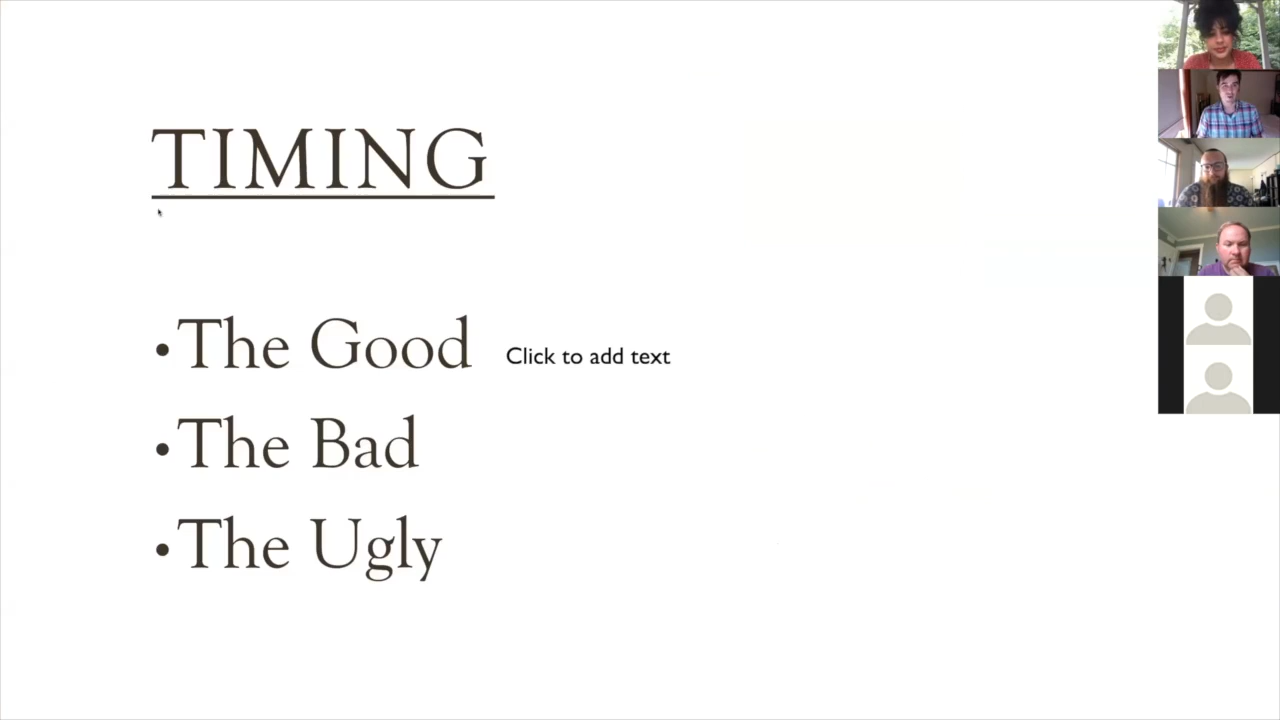 TIMING
• The Good
Click to add text
• The Bad
• The Ugly